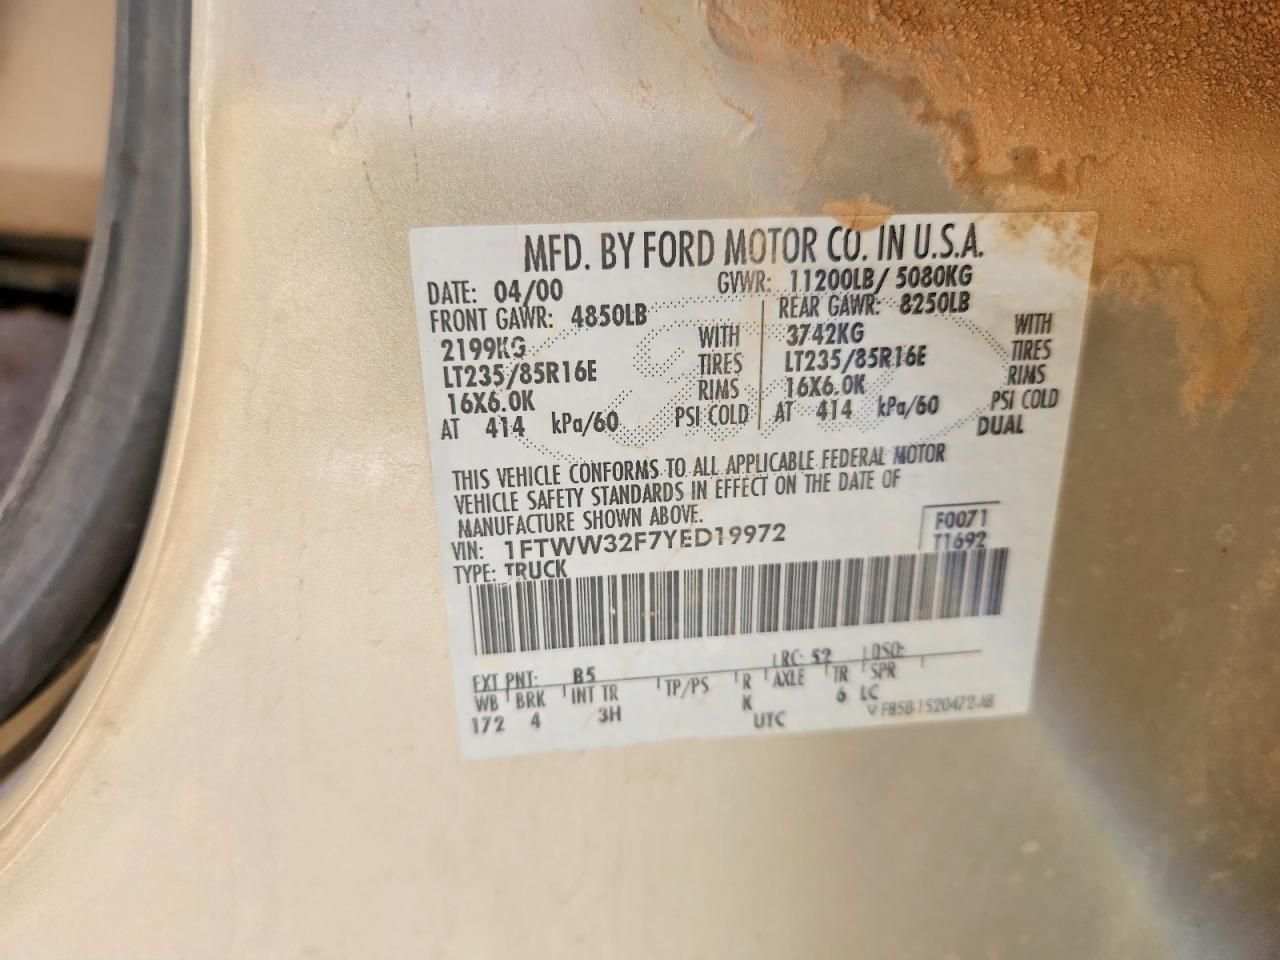 MFD. BY FORD MOTOR CO. IN U.S.A.
DATE: 04/00 GVWR: 11200LB/ 5080KG
FRONT GAWR: 4850LB REAR GAWR: 8250LB
2199KG WITH 3742KG WITH
LT235/85R16E TIRES LT235/85R16E TIRES
16X6.0K RIMS 16X6.0K RIMS
AT 414 kPa/60 PSI COLD AT 414 kPa/60 PSI COLD
DUAL
THIS VEHICLE CONFORMS TO ALL APPLICABLE FEDERAL MOTOR
VEHICLE SAFETY STANDARDS IN EFFECT ON THE DATE OF
MANUFACTURE SHOWN ABOVE.
VIN: 1FTWW32F7YED19972 F0071
TYPE: TRUCK T1692
EXT PNT: B5 RC: 52 DSO:
WB BRK INT TR TP/PS R AXLE TR SPR
172 4 3H K UTC 6 LC
F85B-1520472-AB